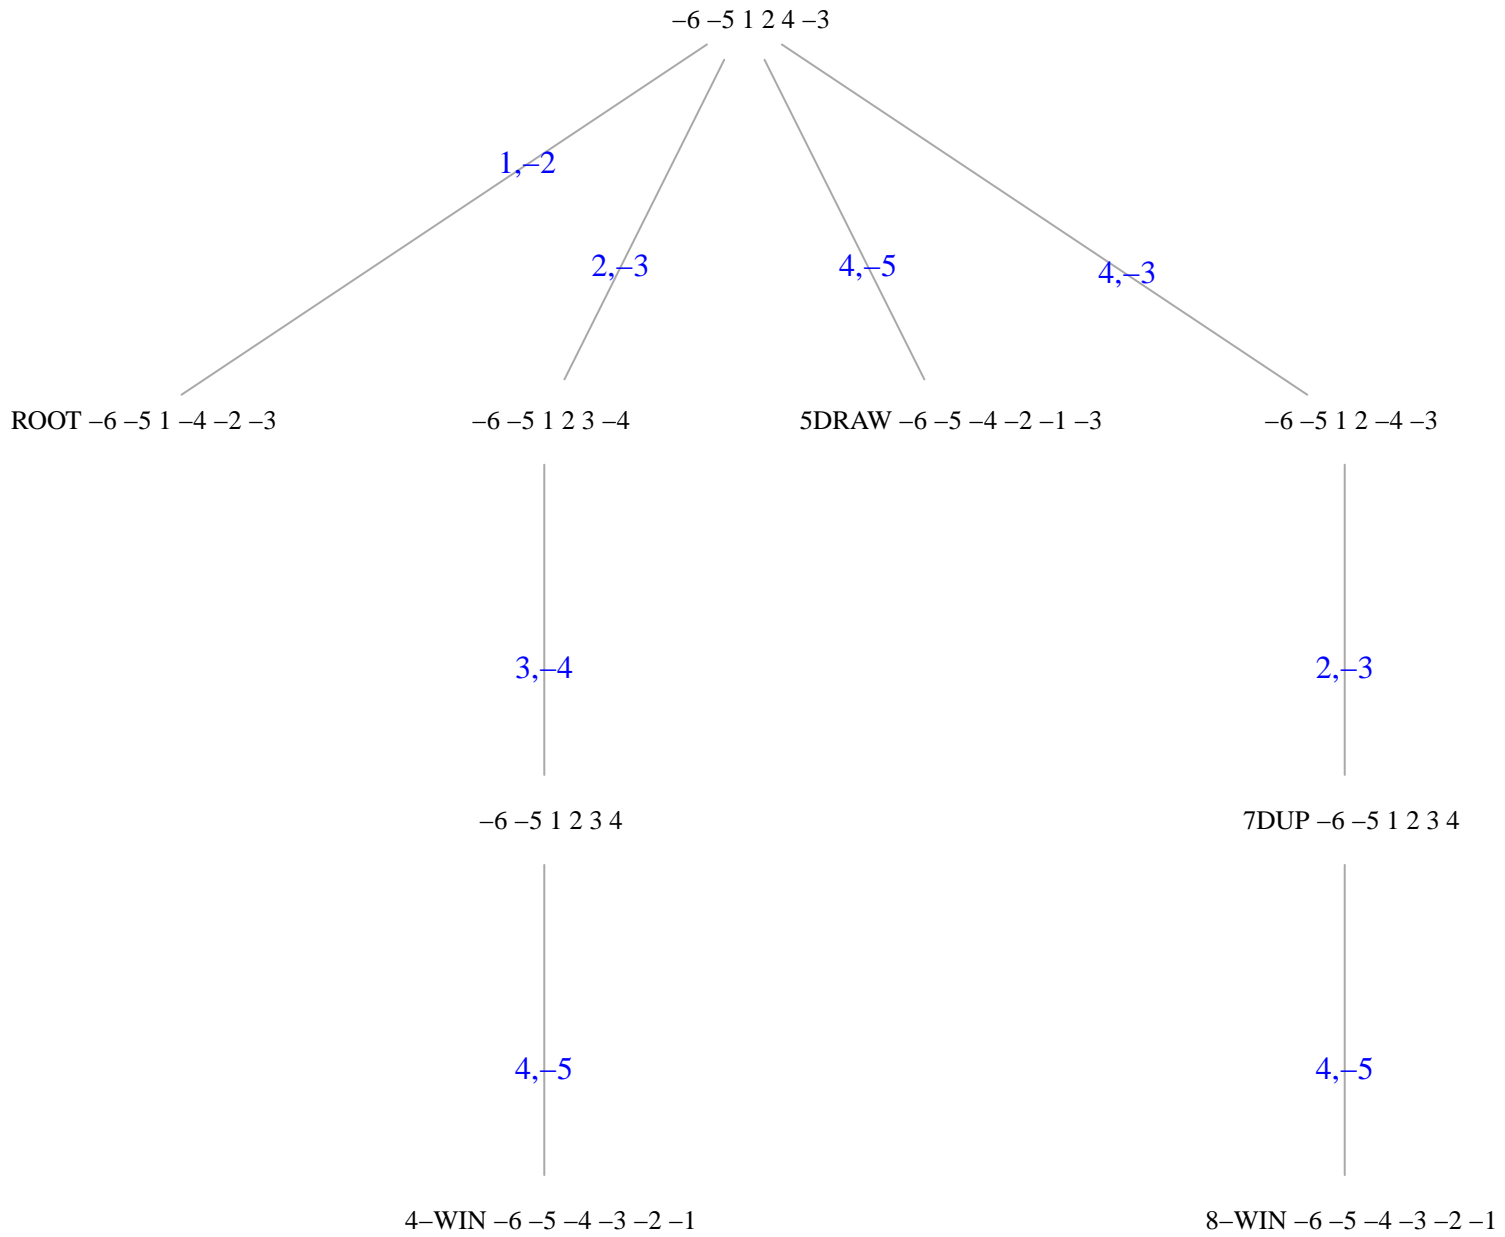 –6 –5 1 2 4 –3
1,–2
2,–3
4,–5
4,–3
ROOT –6 –5 1 –4 –2 –3
–6 –5 1 2 3 –4
5DRAW –6 –5 –4 –2 –1 –3
–6 –5 1 2 –4 –3
3,–4
2,–3
–6 –5 1 2 3 4
7DUP –6 –5 1 2 3 4
4,–5
4,–5
4–WIN –6 –5 –4 –3 –2 –1
8–WIN –6 –5 –4 –3 –2 –1